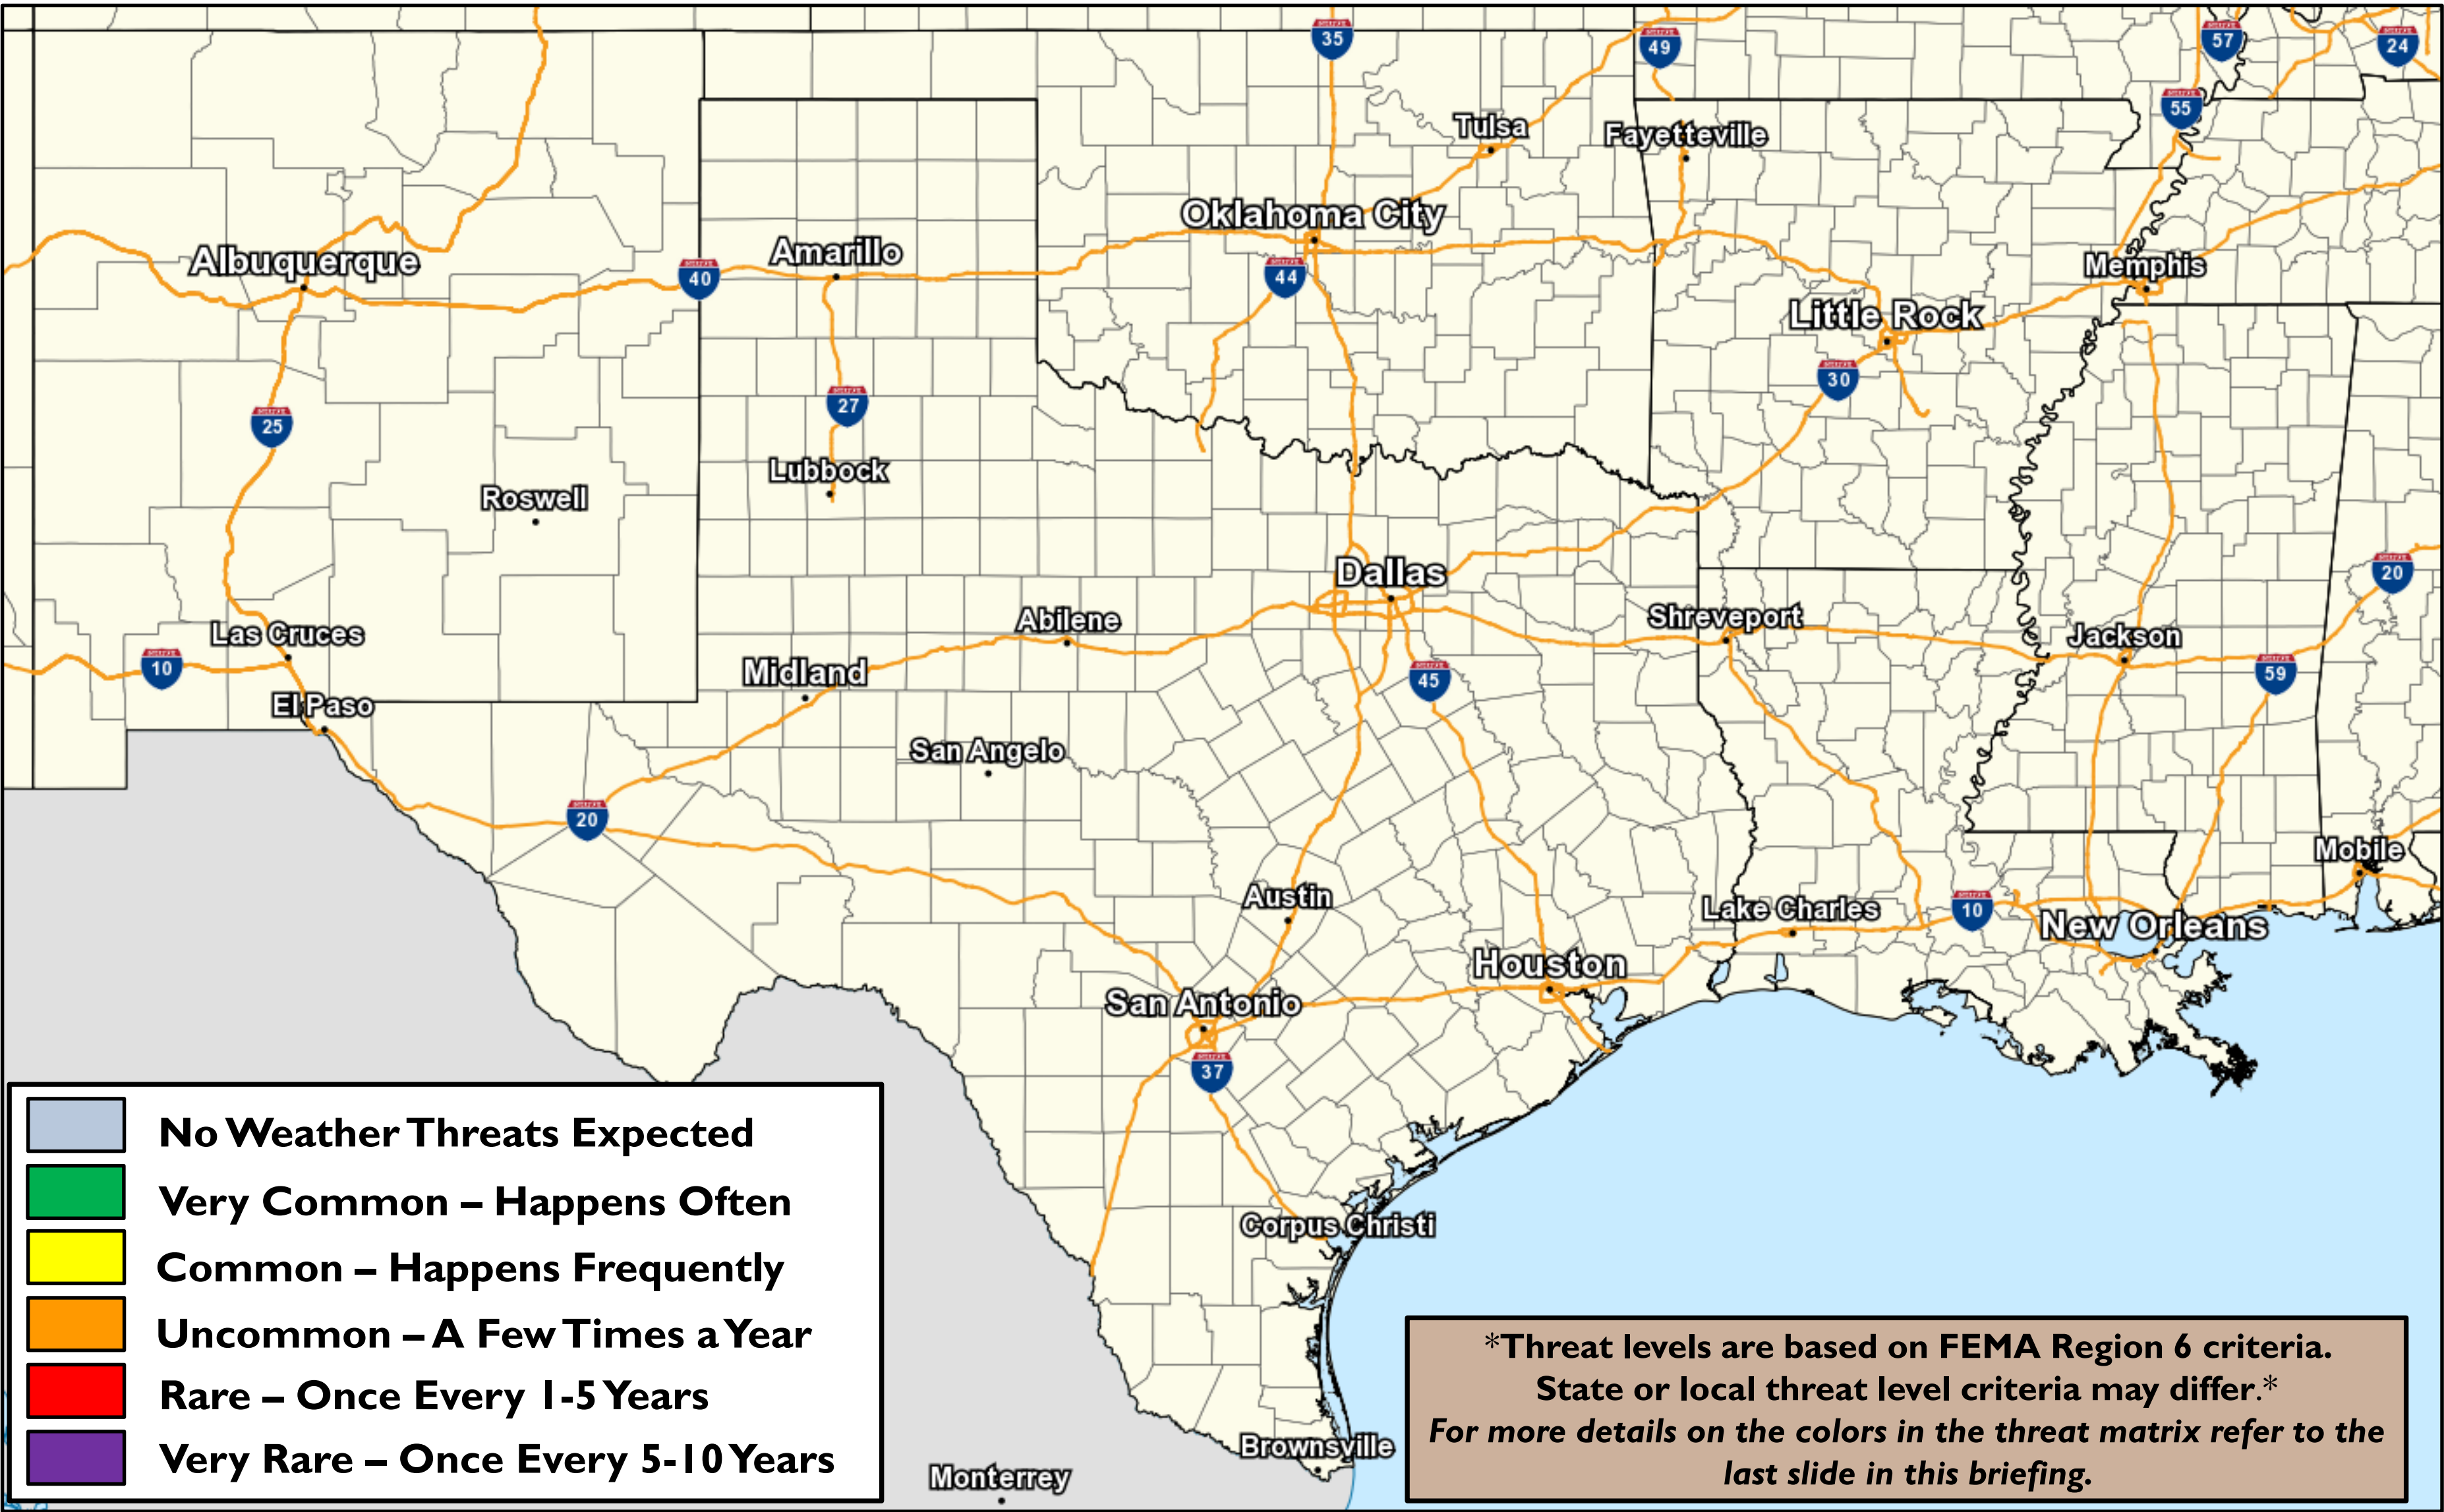 35
49
57
24
55
Tulsa
Fayetteville
Oklahoma City
Albuquerque
Amarillo
40
44
Memphis
Little Rock
30
25
27
Lubbock
Roswell
Dallas
20
Las Cruces
10
Abilene
Shreveport
Jackson
Midland
45
59
El Paso
San Angelo
20
Mobile
Austin
Lake Charles
10
New Orleans
Houston
San Antonio
37
Corpus Christi
Brownsville
Monterrey
No Weather Threats Expected
Very Common – Happens Often
Common – Happens Frequently
Uncommon – A Few Times a Year
Rare – Once Every 1-5 Years
Very Rare – Once Every 5-10 Years
*Threat levels are based on FEMA Region 6 criteria.
State or local threat level criteria may differ.*
For more details on the colors in the threat matrix refer to the
last slide in this briefing.